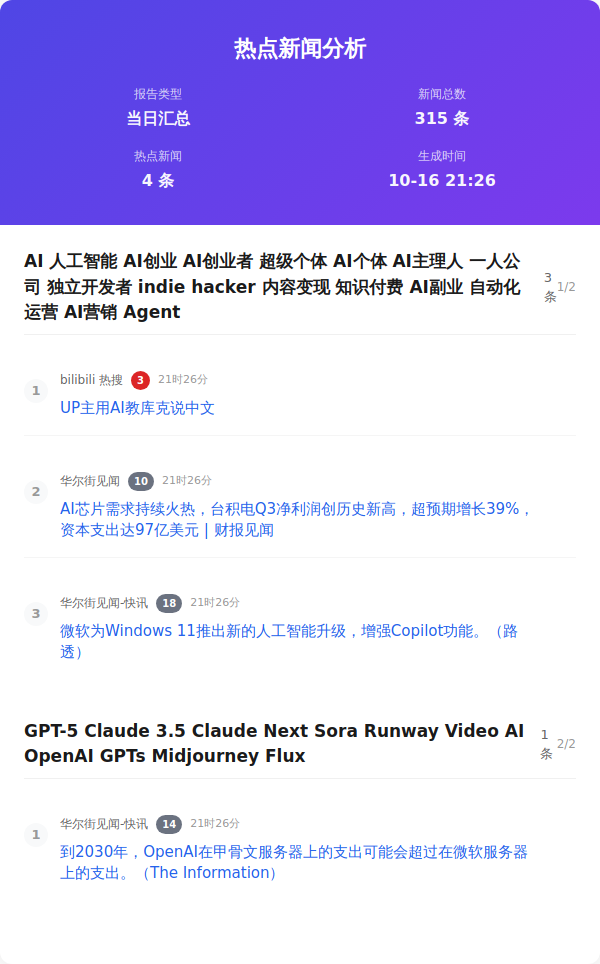 热点新闻分析
报告类型
新闻总数
当日汇总
315 条
热点新闻
生成时间
4 条
10-16 21:26
AI 人工智能 AI创业 AI创业者 超级个体 AI个体 AI主理人 一人公
司 独立开发者 indie hacker 内容变现 知识付费 AI副业 自动化
运营 AI营销 Agent
3
条
1/2
1
bilibili 热搜 3 21时26分
UP主用AI教库克说中文
2
华尔街见闻 10 21时26分
AI芯片需求持续火热，台积电Q3净利润创历史新高，超预期增长39%，
资本支出达97亿美元 | 财报见闻
3
华尔街见闻-快讯 18 21时26分
微软为Windows 11推出新的人工智能升级，增强Copilot功能。（路
透）
GPT-5 Claude 3.5 Claude Next Sora Runway Video AI
OpenAI GPTs Midjourney Flux
1
条
2/2
1
华尔街见闻-快讯 14 21时26分
到2030年，OpenAI在甲骨文服务器上的支出可能会超过在微软服务器
上的支出。（The Information）